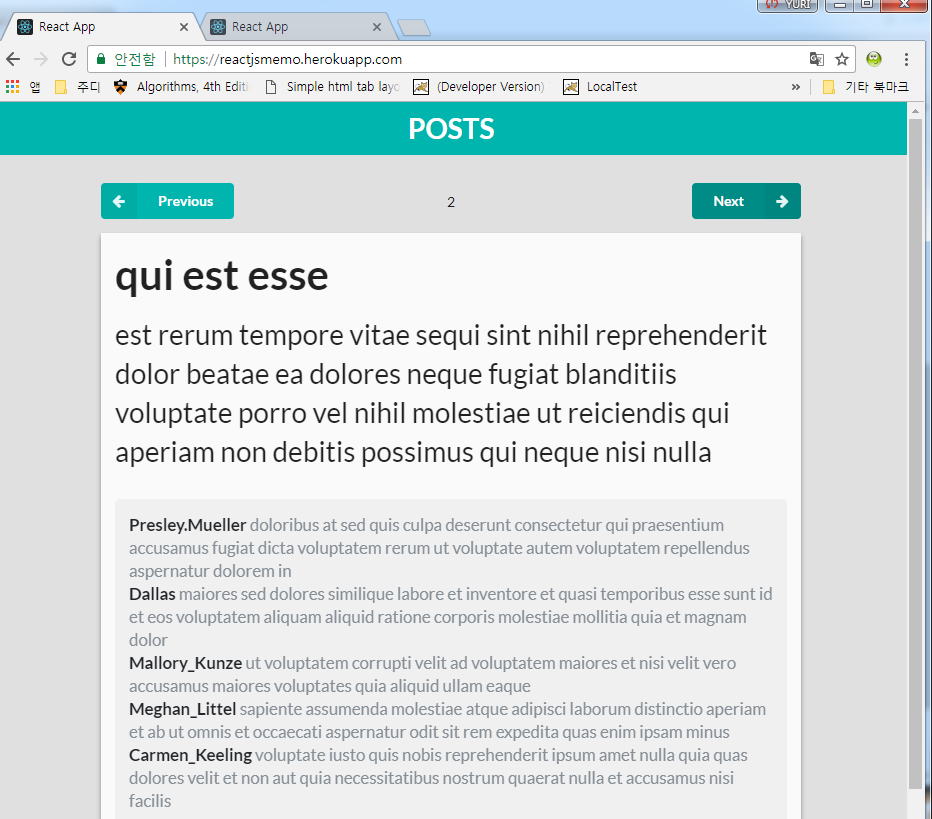 YURI
React App
React App
안전함 https://reactjsmemo.herokuapp.com
앱 주디 Algorithms, 4th Editi Simple html tab layo (Developer Version) LocalTest » 기타 북마크
POSTS
Previous 2 Next
qui est esse
est rerum tempore vitae sequi sint nihil reprehenderit
dolor beatae ea dolores neque fugiat blanditiis
voluptate porro vel nihil molestiae ut reiciendis qui
aperiam non debitis possimus qui neque nisi nulla
Presley.Mueller doloribus at sed quis culpa deserunt consectetur qui praesentium
accusamus fugiat dicta voluptatem rerum ut voluptate autem voluptatem repellendus
aspernatur dolorem in
Dallas maiores sed dolores similique labore et inventore et quasi temporibus esse sunt id
et eos voluptatem aliquam aliquid ratione corporis molestiae mollitia quia et magnam
dolor
Mallory_Kunze ut voluptatem corrupti velit ad voluptatem maiores et nisi velit vero
accusamus maiores voluptates quia aliquid ullam eaque
Meghan_Littel sapiente assumenda molestiae atque adipisci laborum distinctio aperiam
et ab ut omnis et occaecati aspernatur odit sit rem expedita quas enim ipsam minus
Carmen_Keeling voluptate iusto quis nobis reprehenderit ipsum amet nulla quia quas
dolores velit et non aut quia necessitatibus nostrum quaerat nulla et accusamus nisi
facilis